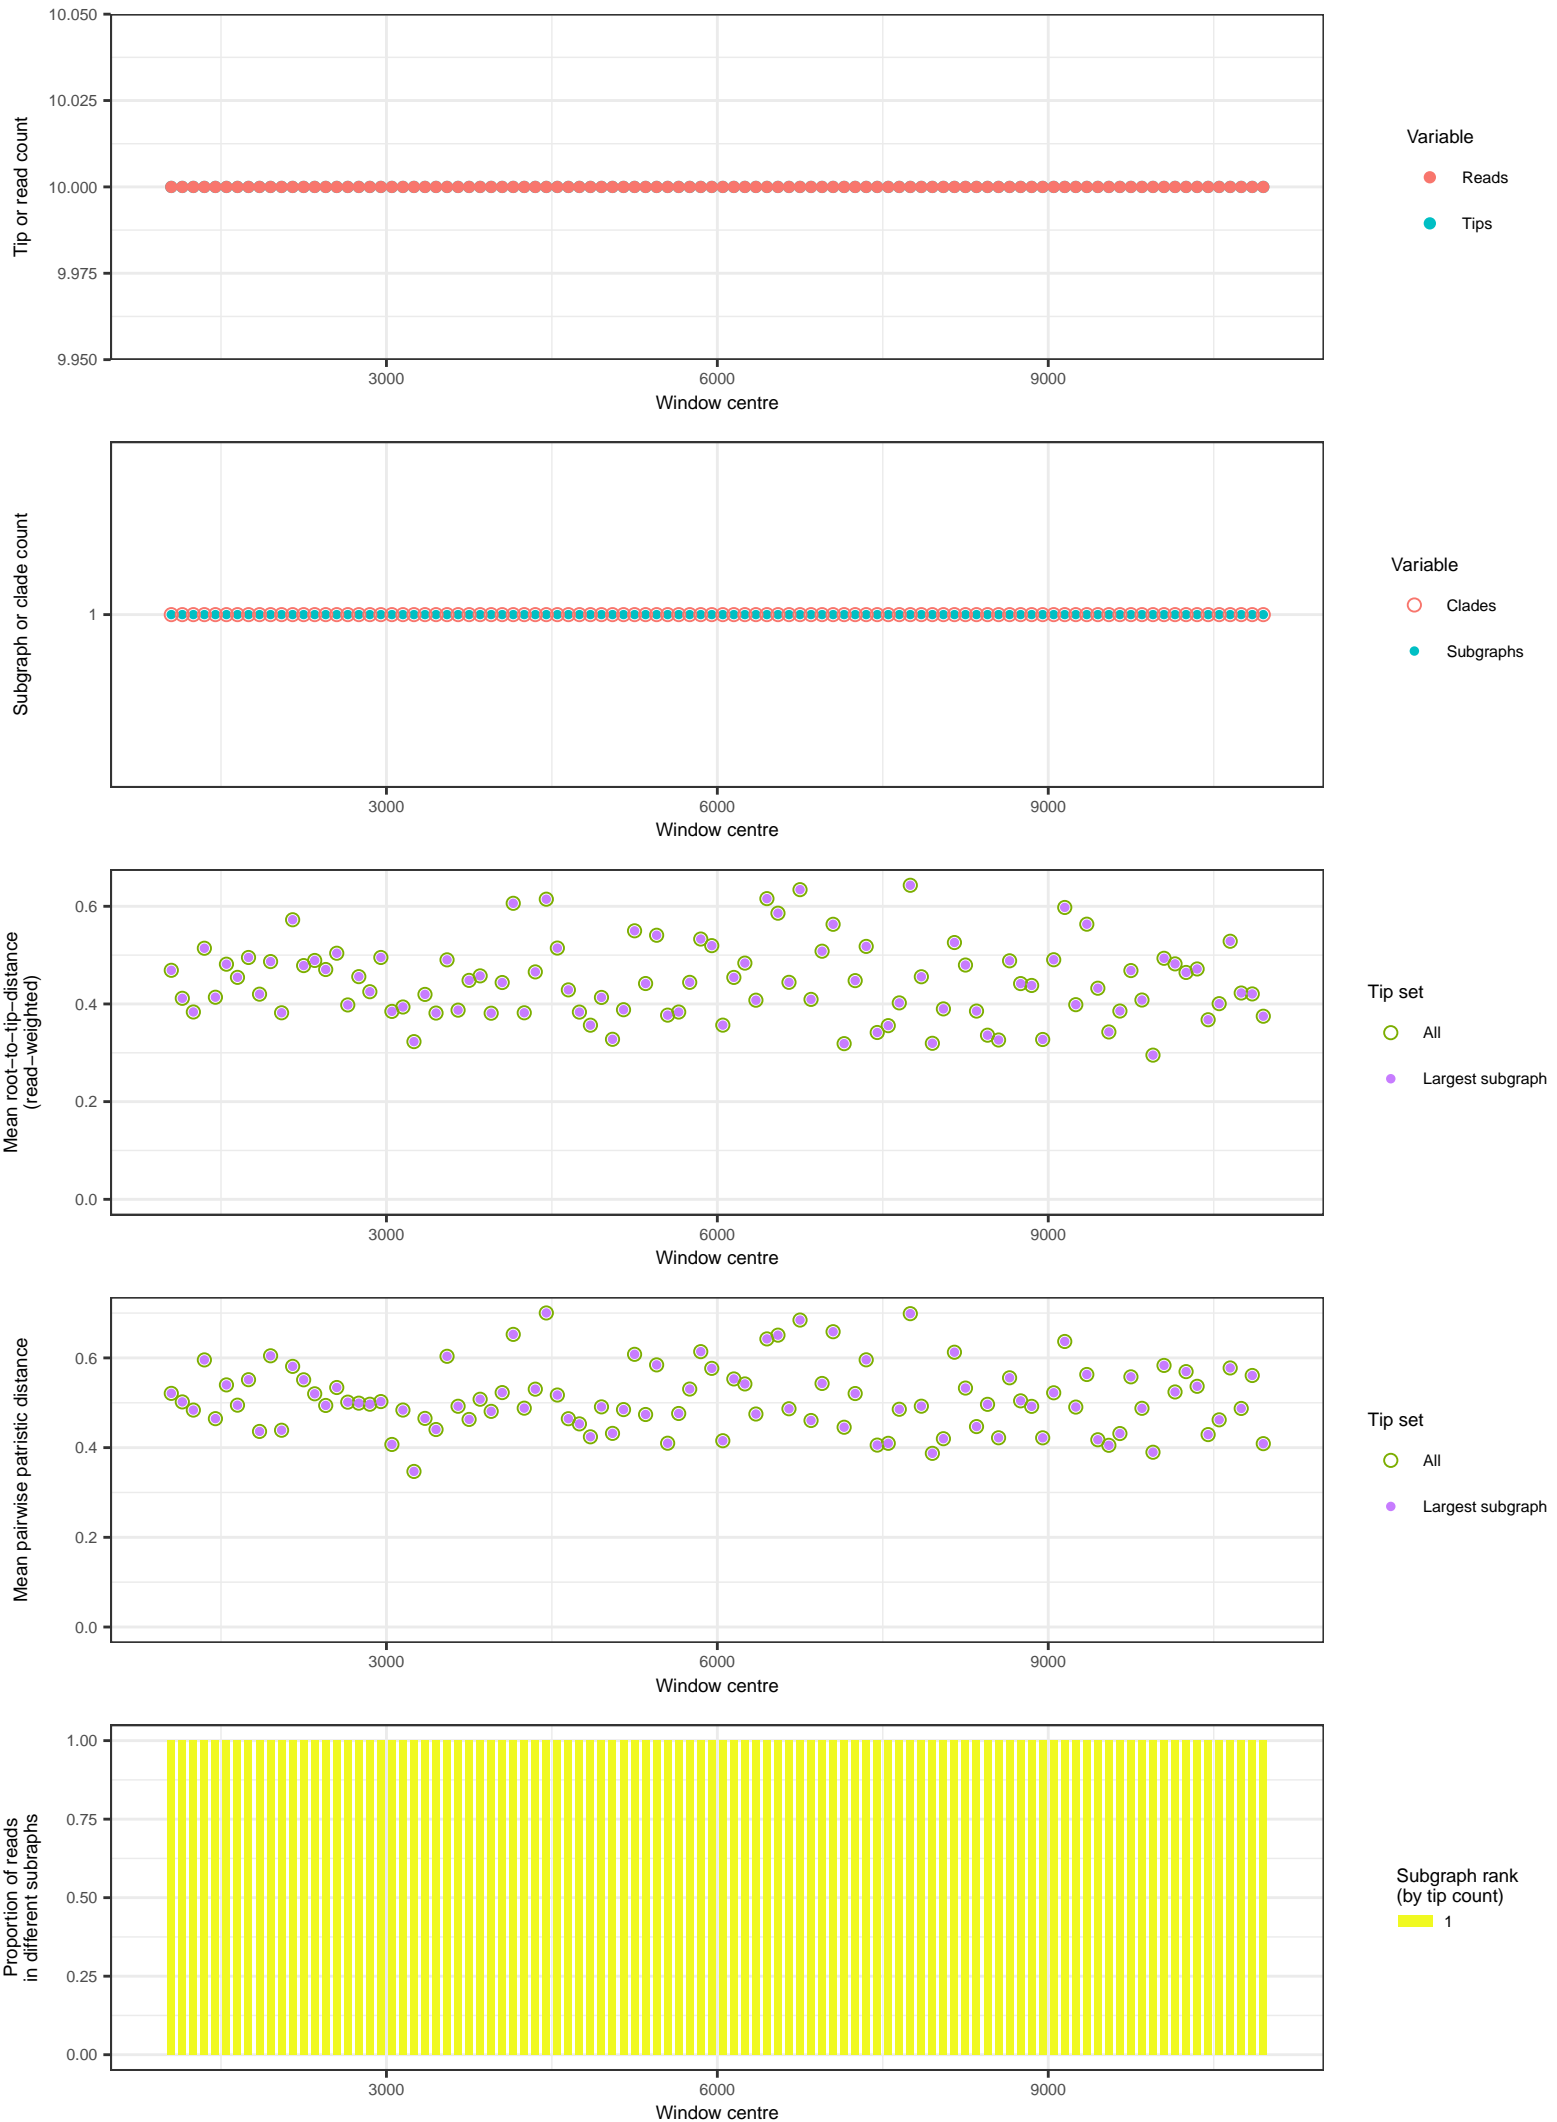 10.050
10.025
10.000
9.975
9.950
Tip or read count
3000 6000 9000
Window centre
Variable
Reads
Tips
1
Subgraph or clade count
3000 6000 9000
Window centre
Variable
Clades
Subgraphs
0.6
0.4
0.2
0.0
Mean root−to−tip−distance
(read−weighted)
3000 6000 9000
Window centre
Tip set
All
Largest subgraph
0.6
0.4
0.2
0.0
Mean pairwise patristic distance
3000 6000 9000
Window centre
Tip set
All
Largest subgraph
1.00
0.75
0.50
0.25
0.00
Proportion of reads
in different subraphs
3000 6000 9000
Window centre
Subgraph rank
(by tip count)
1